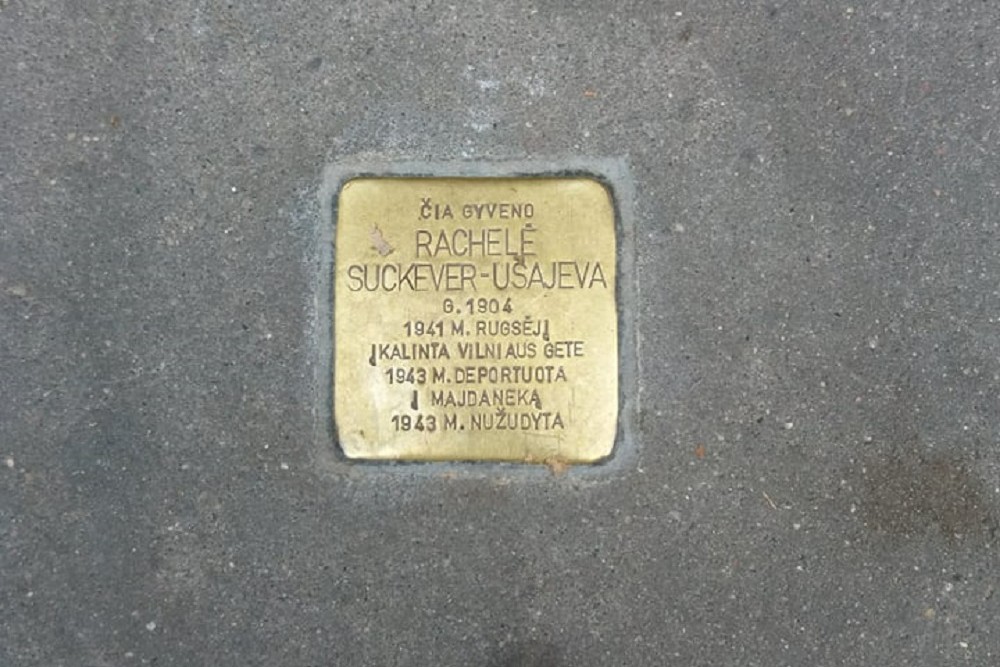 ČIA GYVENO
RACHELĖ
SUCKEVER-UŠAJEVA
G. 1904
1941 M. RUGSĖJĮ
ĮKALINTA VILNIAUS GETE
1943 M. DEPORTUOTA
Į MAJDANEKĄ
1943 M. NUŽUDYTA